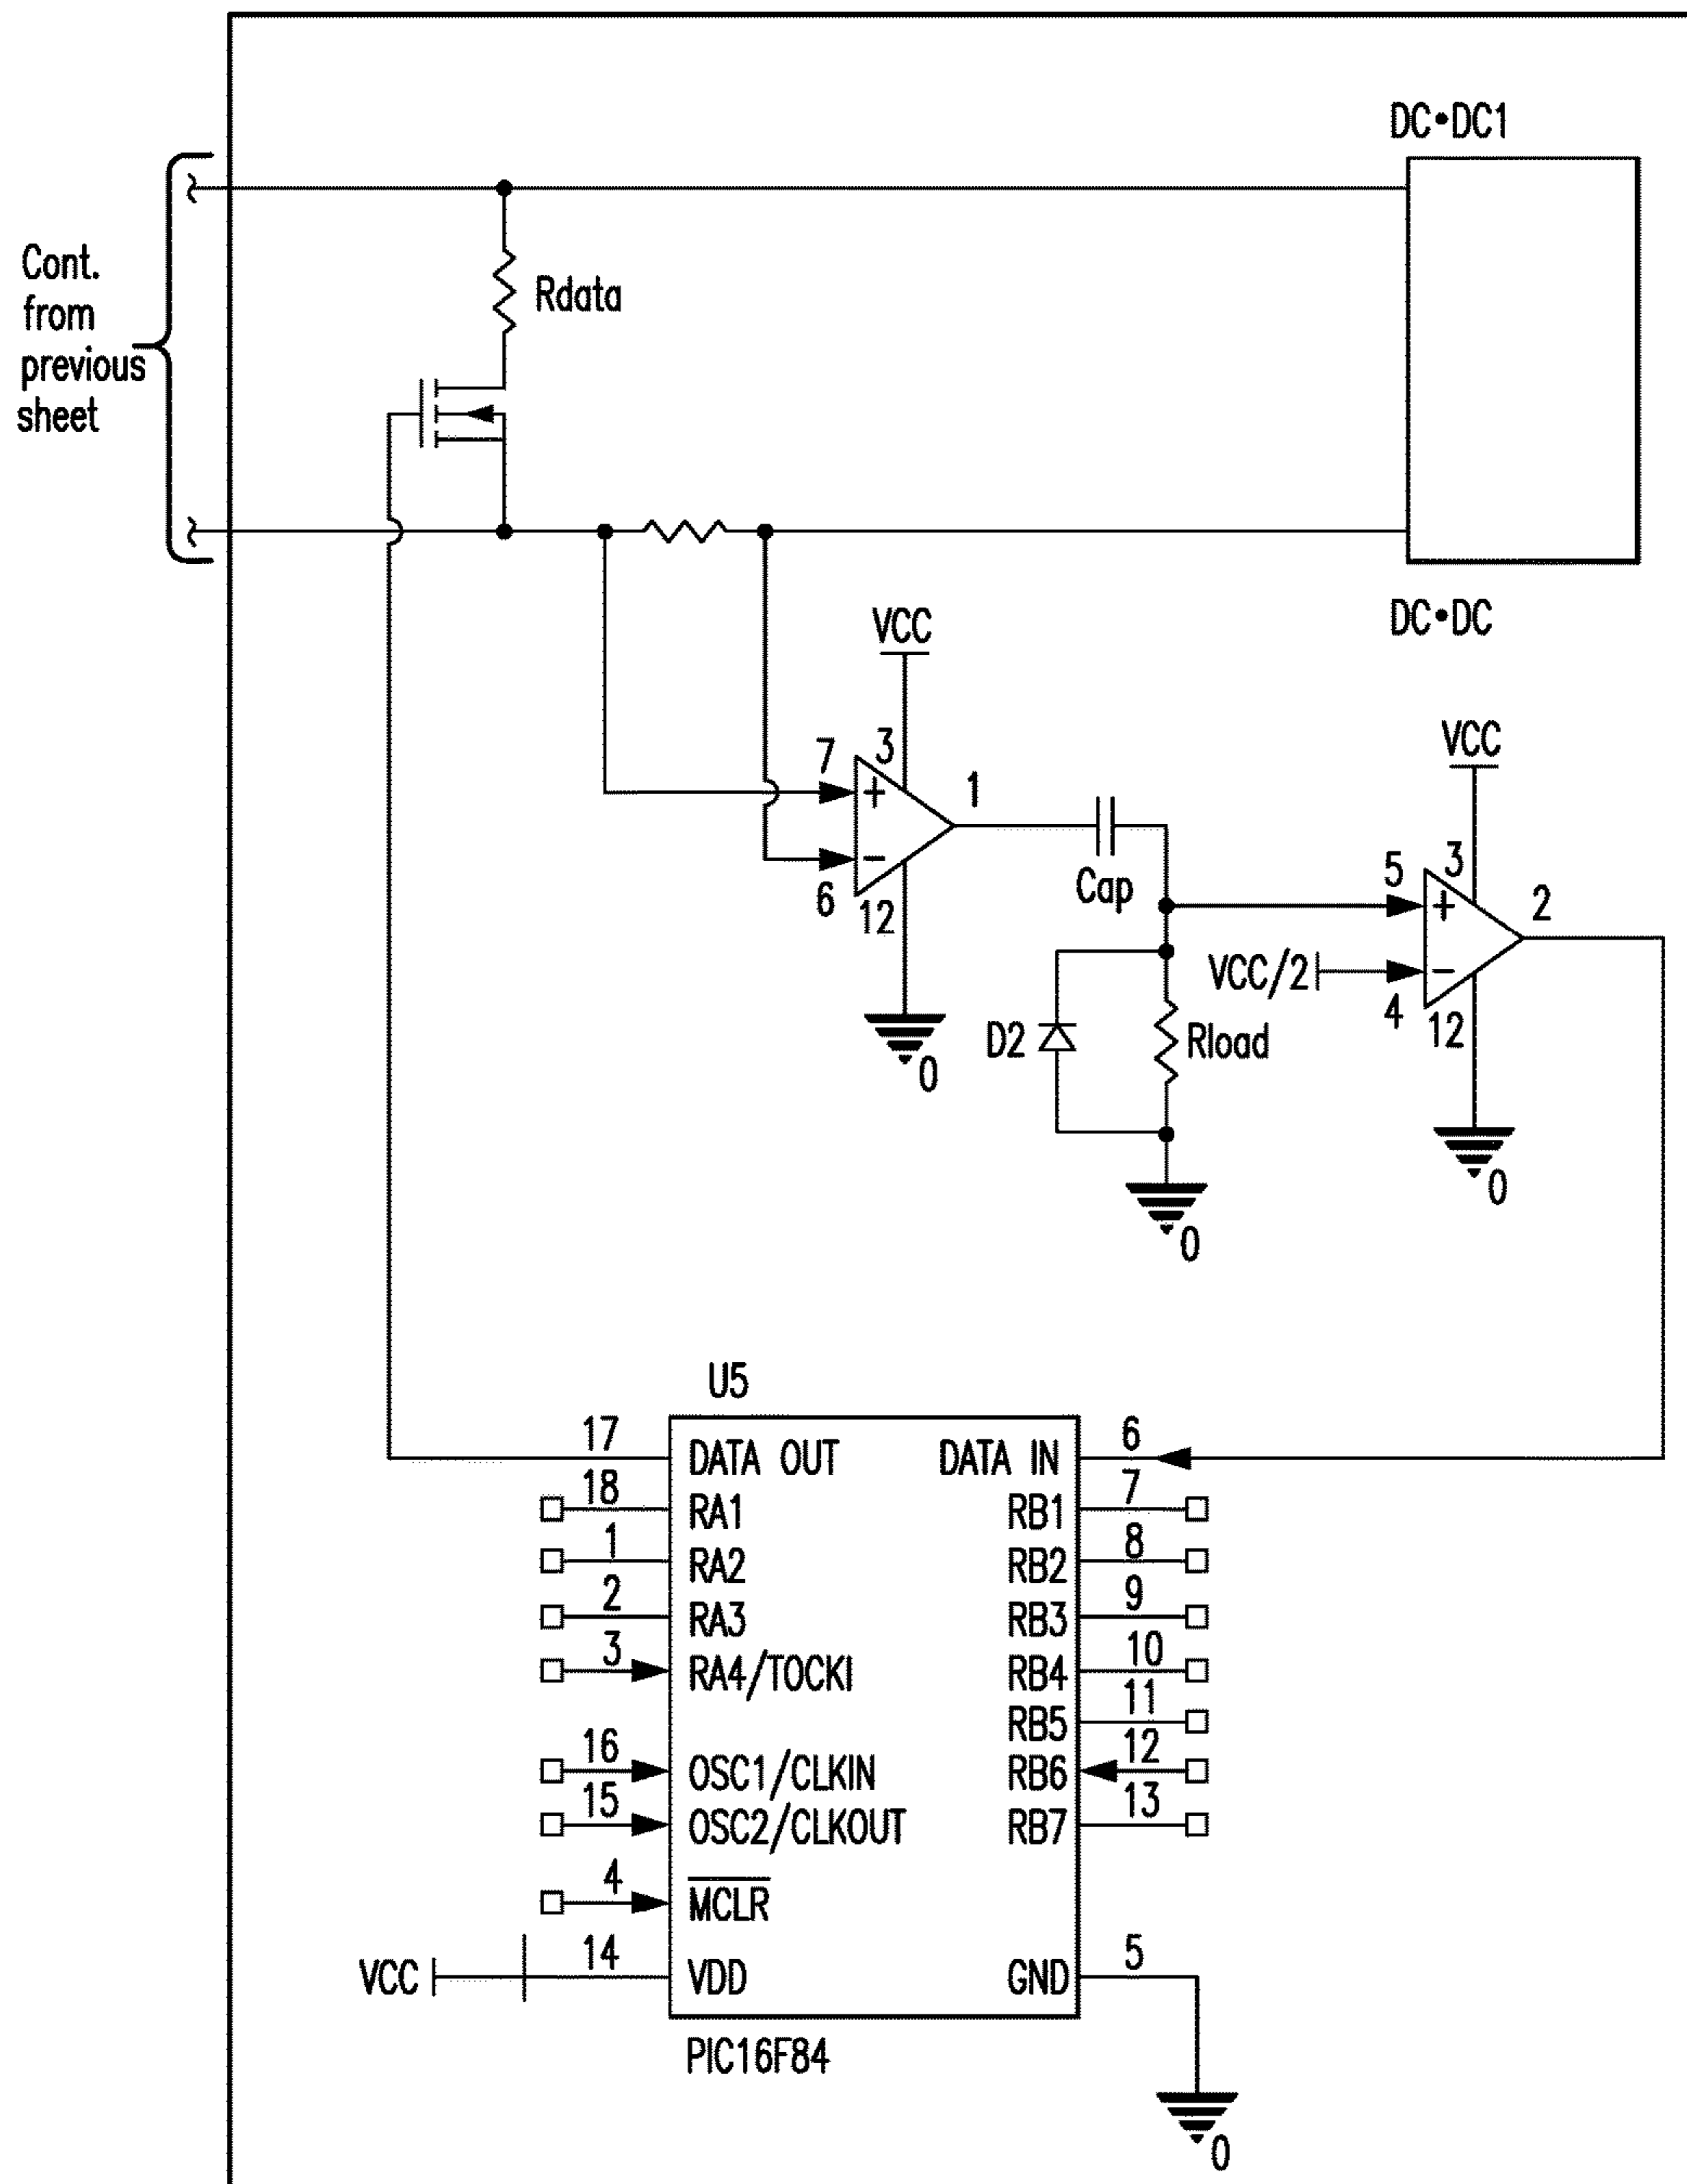 DC•DC1
Cont.
from
previous
sheet
Rdata
DC•DC
VCC
7
3
+
1
6
−
12
0
Cap
VCC
5
3
+
2
VCC/2
4
−
12
0
D2
Rload
0
U5
17
DATA OUT
DATA IN
6
18
RA1
RB1
7
1
RA2
RB2
8
2
RA3
RB3
9
3
RA4/TOCKI
RB4
10
RB5
11
16
OSC1/CLKIN
RB6
12
15
OSC2/CLKOUT
RB7
13
4
MCLR
VCC
14
VDD
GND
5
PIC16F84
0